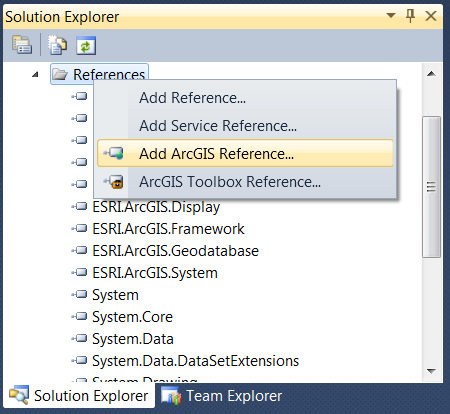 Solution Explorer
References
Add Reference...
Add Service Reference...
Add ArcGIS Reference...
ArcGIS Toolbox Reference...
ESRI.ArcGIS.Display
ESRI.ArcGIS.Framework
ESRI.ArcGIS.Geodatabase
ESRI.ArcGIS.System
System
System.Core
System.Data
System.Data.DataSetExtensions
System.Drawing
Solution Explorer
Team Explorer